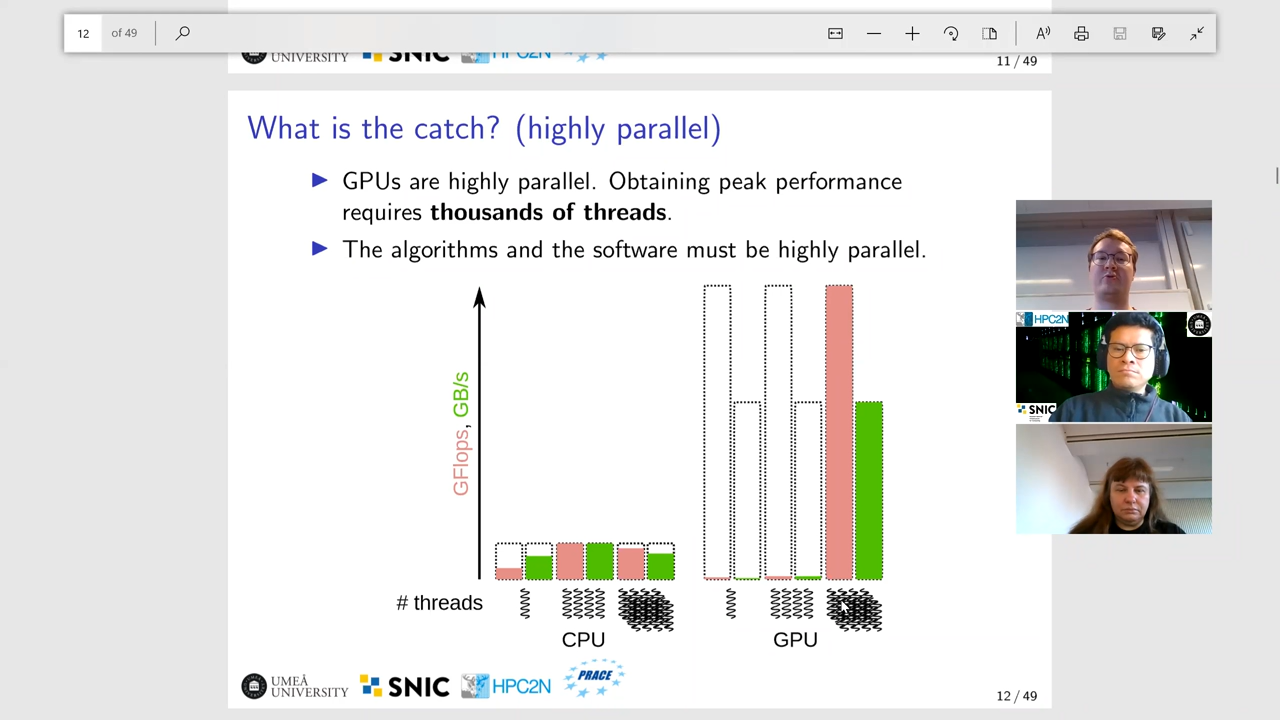 12
of 49
UNIVERSITY
SNIC
HPC2N
11 / 49
What is the catch? (highly parallel)
GPUs are highly parallel. Obtaining peak performance
requires thousands of threads.
The algorithms and the software must be highly parallel.
GFlops, GB/s
# threads
CPU
GPU
UMEÅ
UNIVERSITY
SNIC
HPC2N
PRACE
12 / 49
HPC2N
SNIC